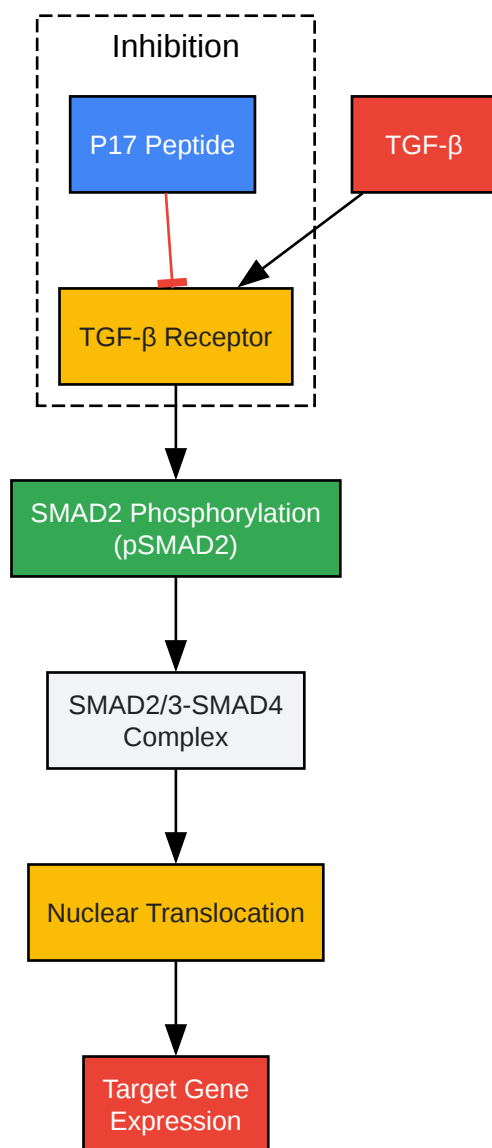 Inhibition
P17 Peptide
TGF-β
TGF-β Receptor
SMAD2 Phosphorylation
(pSMAD2)
SMAD2/3-SMAD4
Complex
Nuclear Translocation
Target Gene
Expression